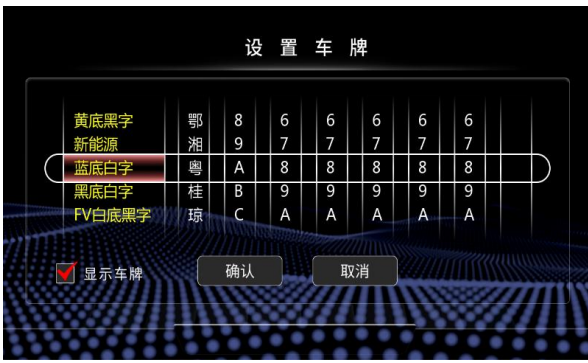 设置车牌
黄底黑字 鄂 8 6 6 6 6 6
新能源 湘 9 7 7 7 7 7
蓝底白字 粤 A 8 8 8 8 8
黑底白字 桂 B 9 9 9 9 9
FV白底黑字 琼 C A A A A A
显示车牌 确认 取消